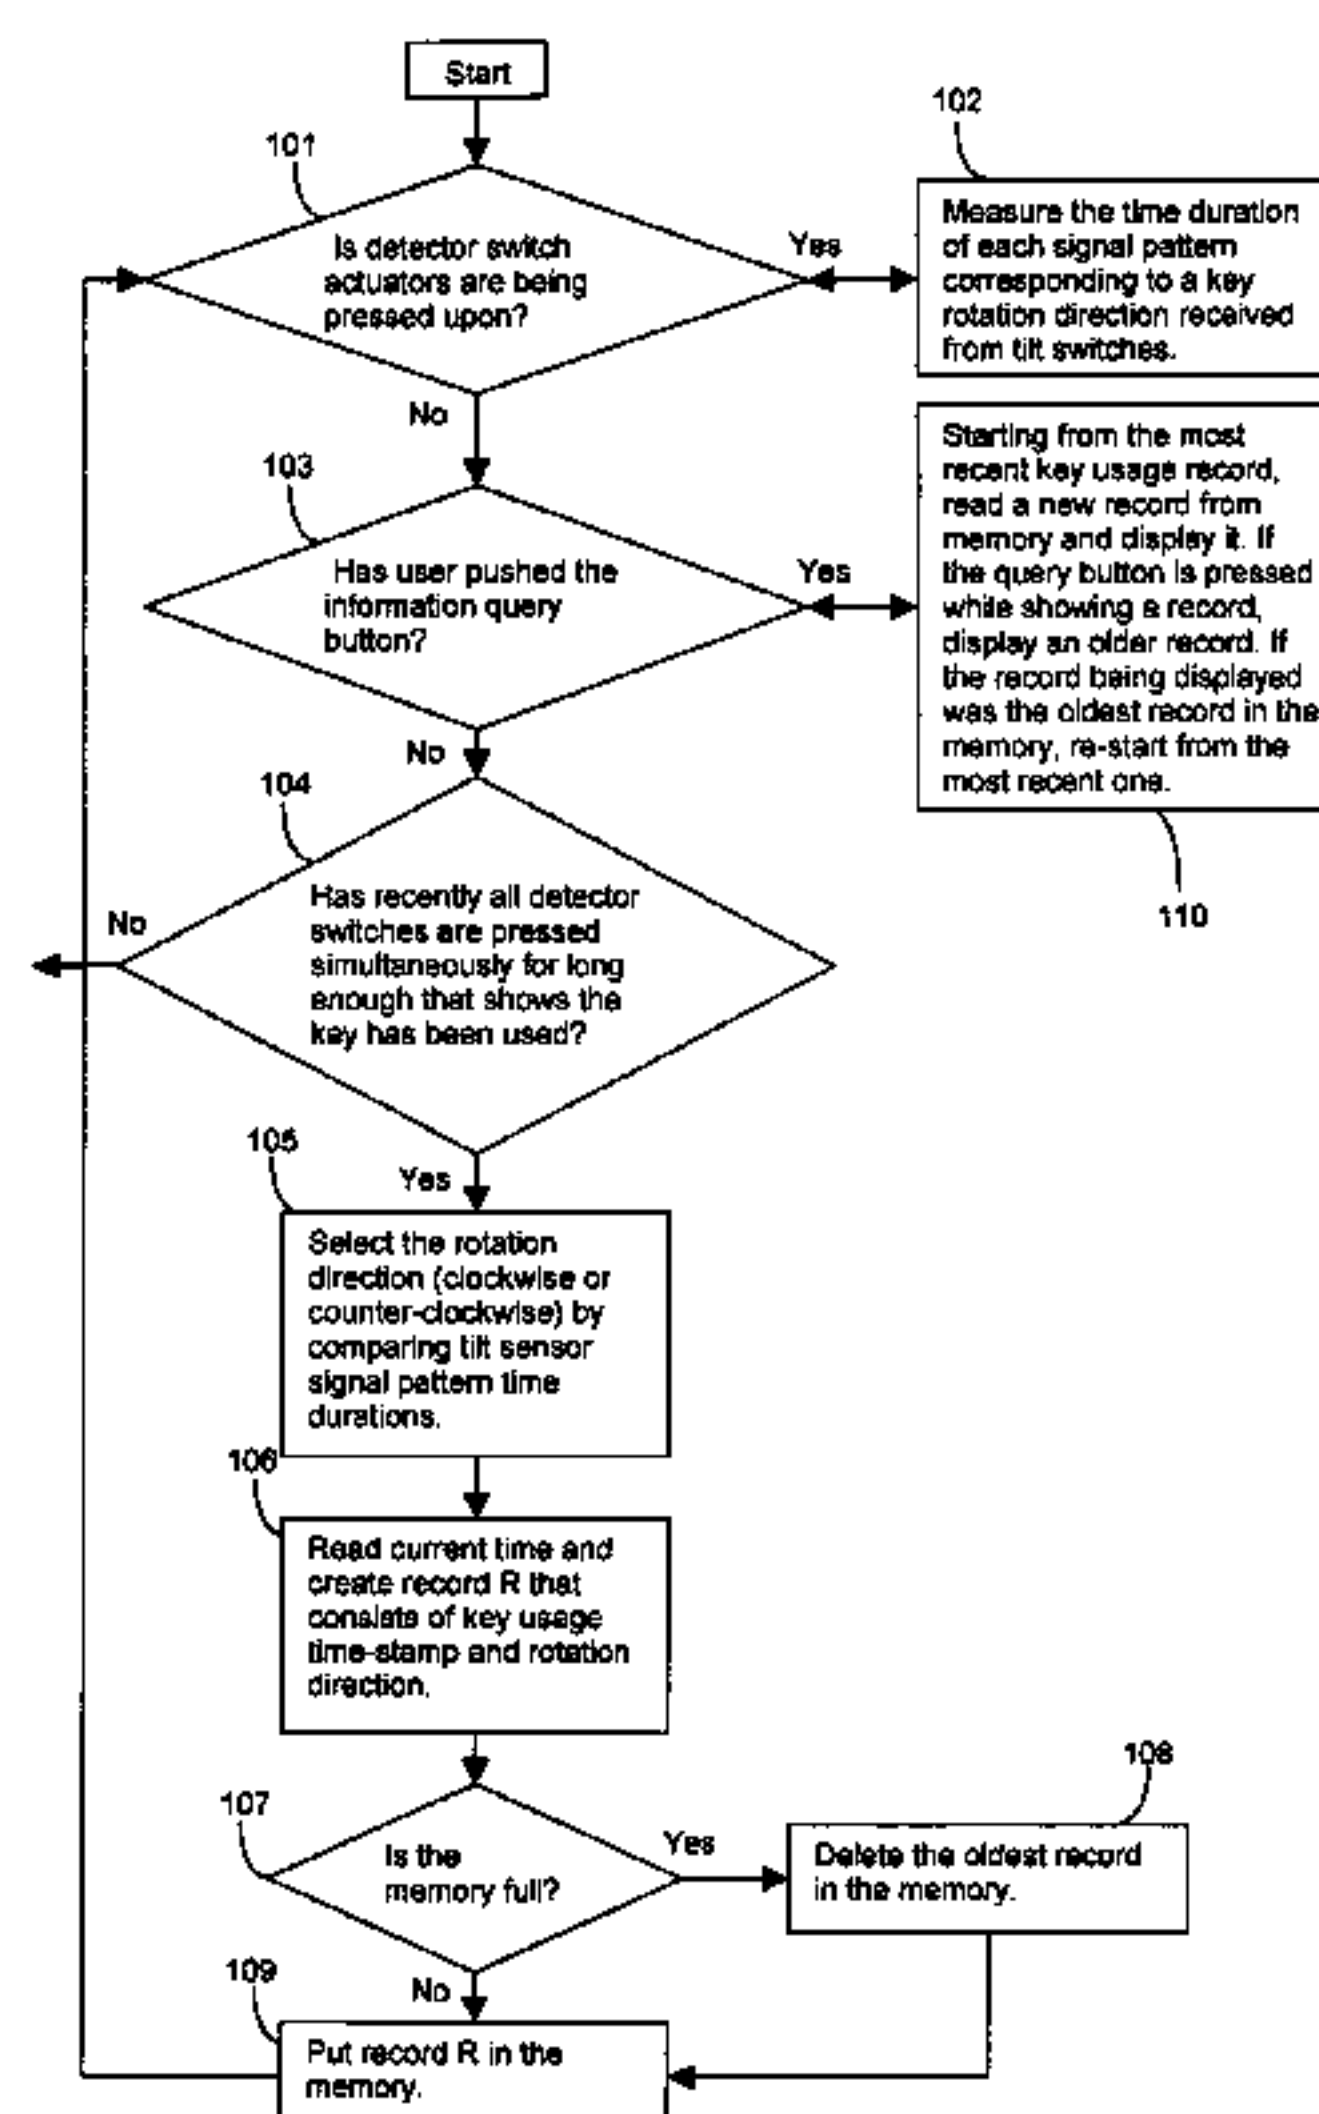 Start
101
Is detector switch
actuators are being
pressed upon?
Yes
102
Measure the time duration
of each signal pattern
corresponding to a key
rotation direction received
from tilt switches.
No
103
Has user pushed the
information query
button?
Yes
Starting from the most
recent key usage record,
read a new record from
memory and display it. If
the query button is pressed
while showing a record,
display an older record. If
the record being displayed
was the oldest record in the
memory, re-start from the
most recent one.
110
No
104
Has recently all detector
switches are pressed
simultaneously for long
enough that shows the
key has been used?
No
Yes
105
Select the rotation
direction (clockwise or
counter-clockwise) by
comparing tilt sensor
signal pattern time
durations.
106
Read current time and
create record R that
consists of key usage
time-stamp and rotation
direction.
107
Is the
memory full?
Yes
108
Delete the oldest record
in the memory.
No
109
Put record R in the
memory.